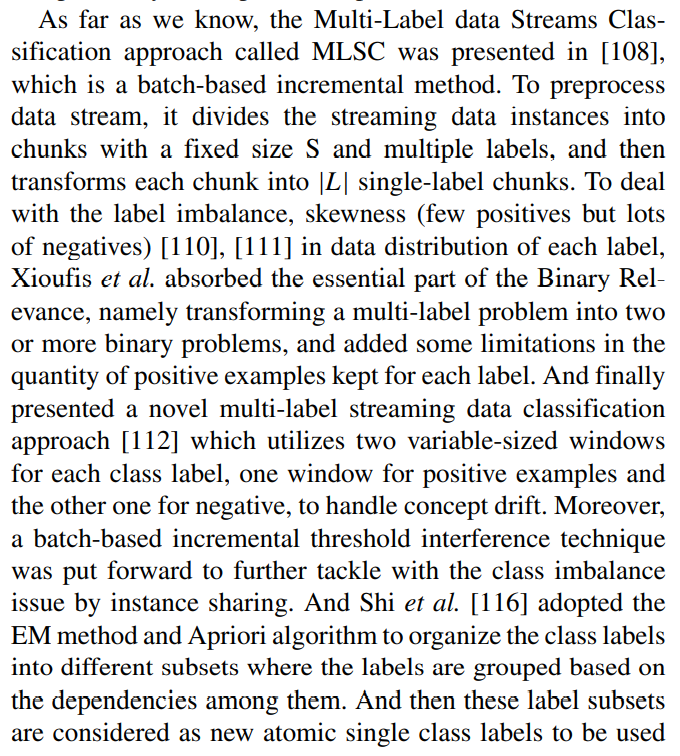 As far as we know, the Multi-Label data Streams Clas-
sification approach called MLSC was presented in [108],
which is a batch-based incremental method. To preprocess
data stream, it divides the streaming data instances into
chunks with a fixed size S and multiple labels, and then
transforms each chunk into |L| single-label chunks. To deal
with the label imbalance, skewness (few positives but lots
of negatives) [110], [111] in data distribution of each label,
Xioufis et al. absorbed the essential part of the Binary Rel-
evance, namely transforming a multi-label problem into two
or more binary problems, and added some limitations in the
quantity of positive examples kept for each label. And finally
presented a novel multi-label streaming data classification
approach [112] which utilizes two variable-sized windows
for each class label, one window for positive examples and
the other one for negative, to handle concept drift. Moreover,
a batch-based incremental threshold interference technique
was put forward to further tackle with the class imbalance
issue by instance sharing. And Shi et al. [116] adopted the
EM method and Apriori algorithm to organize the class labels
into different subsets where the labels are grouped based on
the dependencies among them. And then these label subsets
are considered as new atomic single class labels to be used